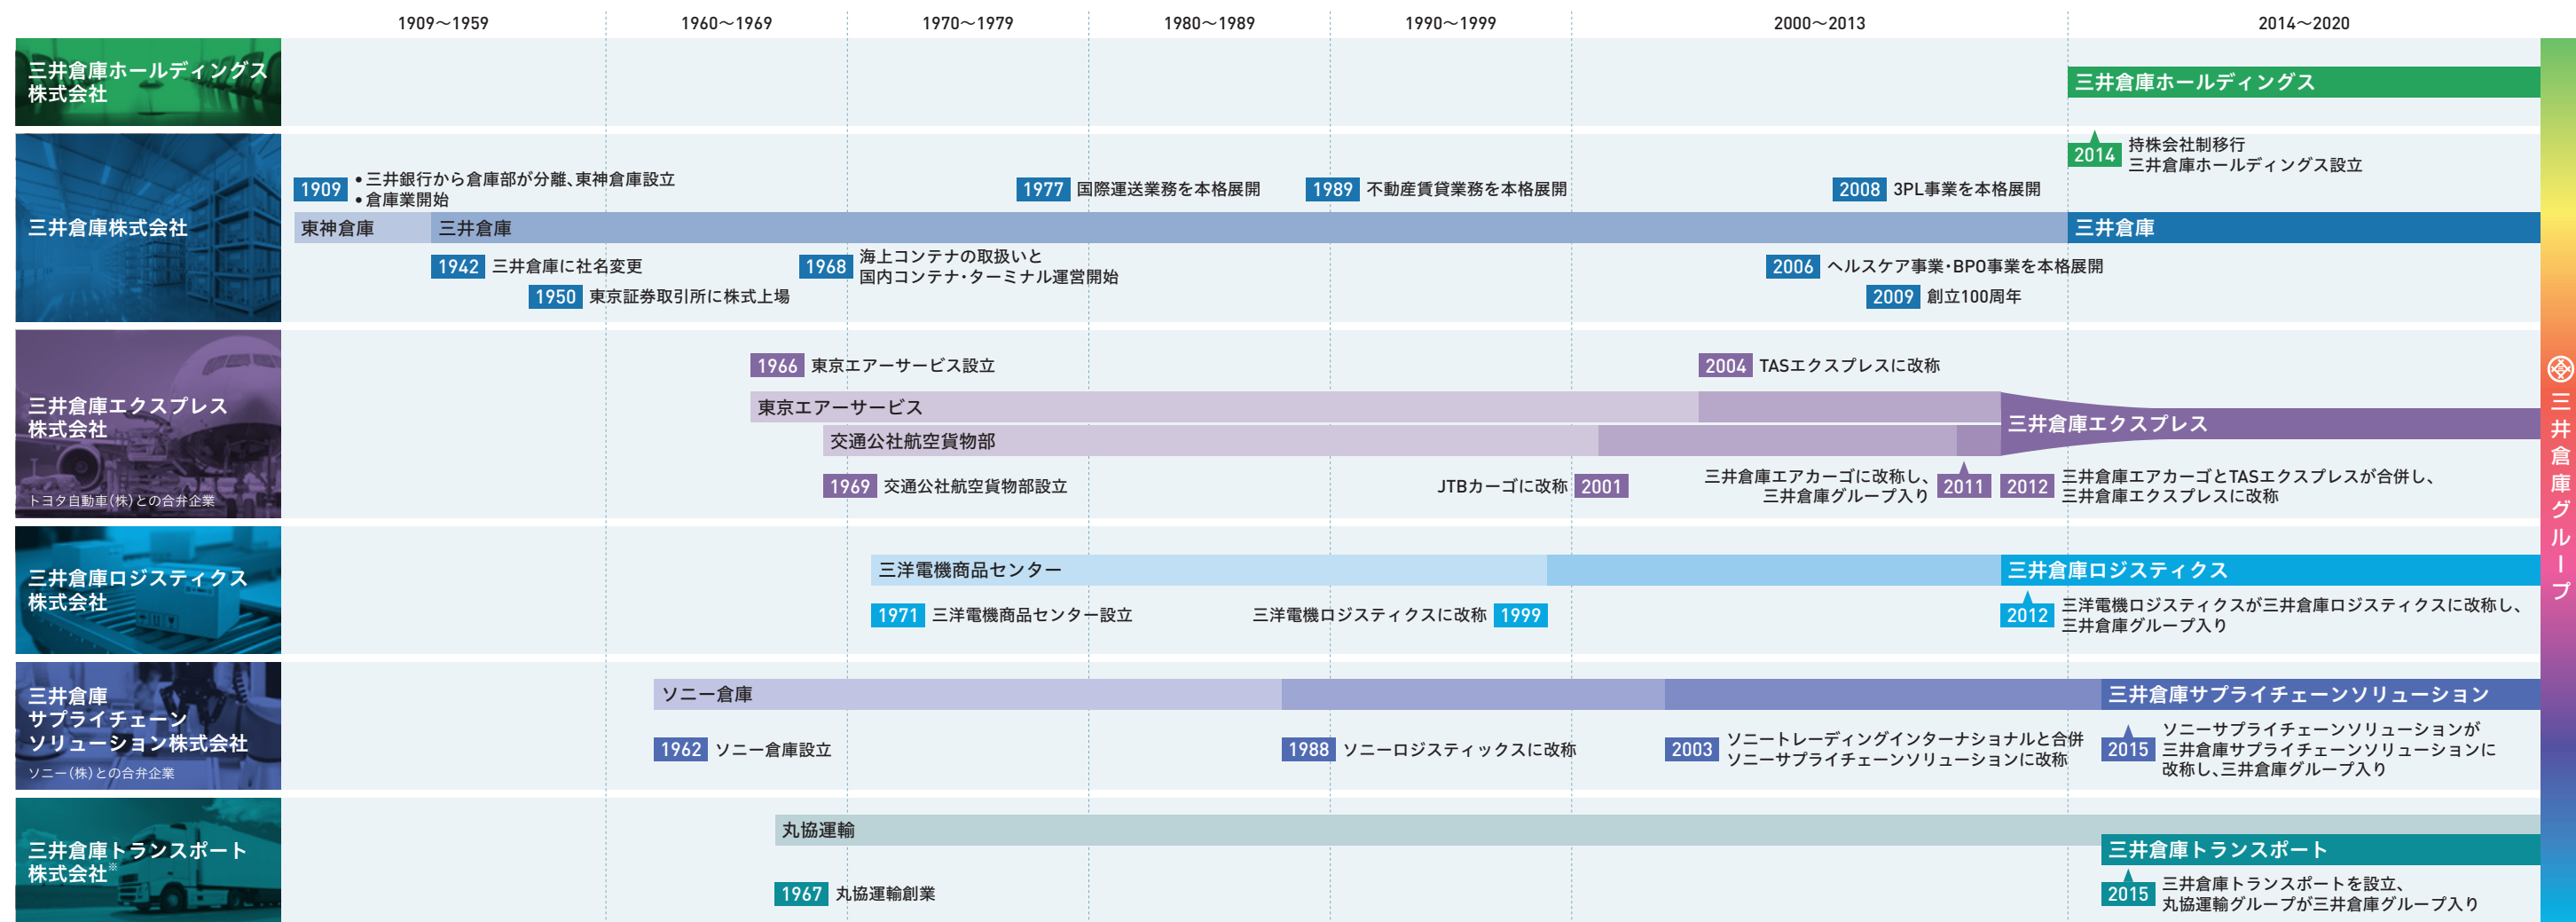 1909〜1959
1960〜1969
1970〜1979
1980〜1989
1990〜1999
2000〜2013
2014〜2020
三井倉庫ホールディングス
株式会社
三井倉庫ホールディングス
2014
持株会社制移行
三井倉庫ホールディングス設立
三井倉庫株式会社
1909
• 三井銀行から倉庫部が分離、東神倉庫設立
• 倉庫業開始
1977 国際運送業務を本格展開
1989 不動産賃貸業務を本格展開
2008 3PL事業を本格展開
東神倉庫
三井倉庫
三井倉庫
1942 三井倉庫に社名変更
1950 東京証券取引所に株式上場
1968
海上コンテナの取扱いと
国内コンテナ・ターミナル運営開始
2006 ヘルスケア事業・BPO事業を本格展開
2009 創立100周年
三井倉庫エクスプレス
株式会社
トヨタ自動車(株)との合弁企業
1966 東京エアーサービス設立
2004 TASエクスプレスに改称
東京エアーサービス
交通公社航空貨物部
三井倉庫エクスプレス
1969 交通公社航空貨物部設立
JTBカーゴに改称 2001
三井倉庫エアカーゴに改称し、
三井倉庫グループ入り
2011
2012
三井倉庫エアカーゴとTASエクスプレスが合併し、
三井倉庫エクスプレスに改称
三井倉庫ロジスティクス
株式会社
三洋電機商品センター
三井倉庫ロジスティクス
1971 三洋電機商品センター設立
三洋電機ロジスティクスに改称 1999
2012
三洋電機ロジスティクスが三井倉庫ロジスティクスに改称し、
三井倉庫グループ入り
三井倉庫
サプライチェーン
ソリューション株式会社
ソニー(株)との合弁企業
ソニー倉庫
三井倉庫サプライチェーンソリューション
1962 ソニー倉庫設立
1988 ソニーロジスティックスに改称
2003
ソニートレーディングインターナショナルと合併
ソニーサプライチェーンソリューションに改称
2015
ソニーサプライチェーンソリューションが
三井倉庫サプライチェーンソリューションに
改称し、三井倉庫グループ入り
三井倉庫トランスポート
株式会社※
丸協運輸
三井倉庫トランスポート
1967 丸協運輸創業
2015
三井倉庫トランスポートを設立、
丸協運輸グループが三井倉庫グループ入り
三井倉庫グループ